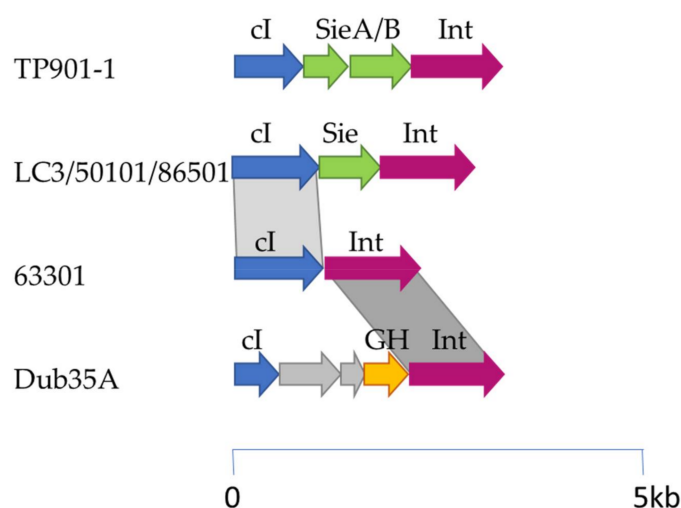 cI SieA/B Int
TP901-1
cI Sie Int
LC3/50101/86501
cI Int
63301
cI GH Int
Dub35A
0 5kb